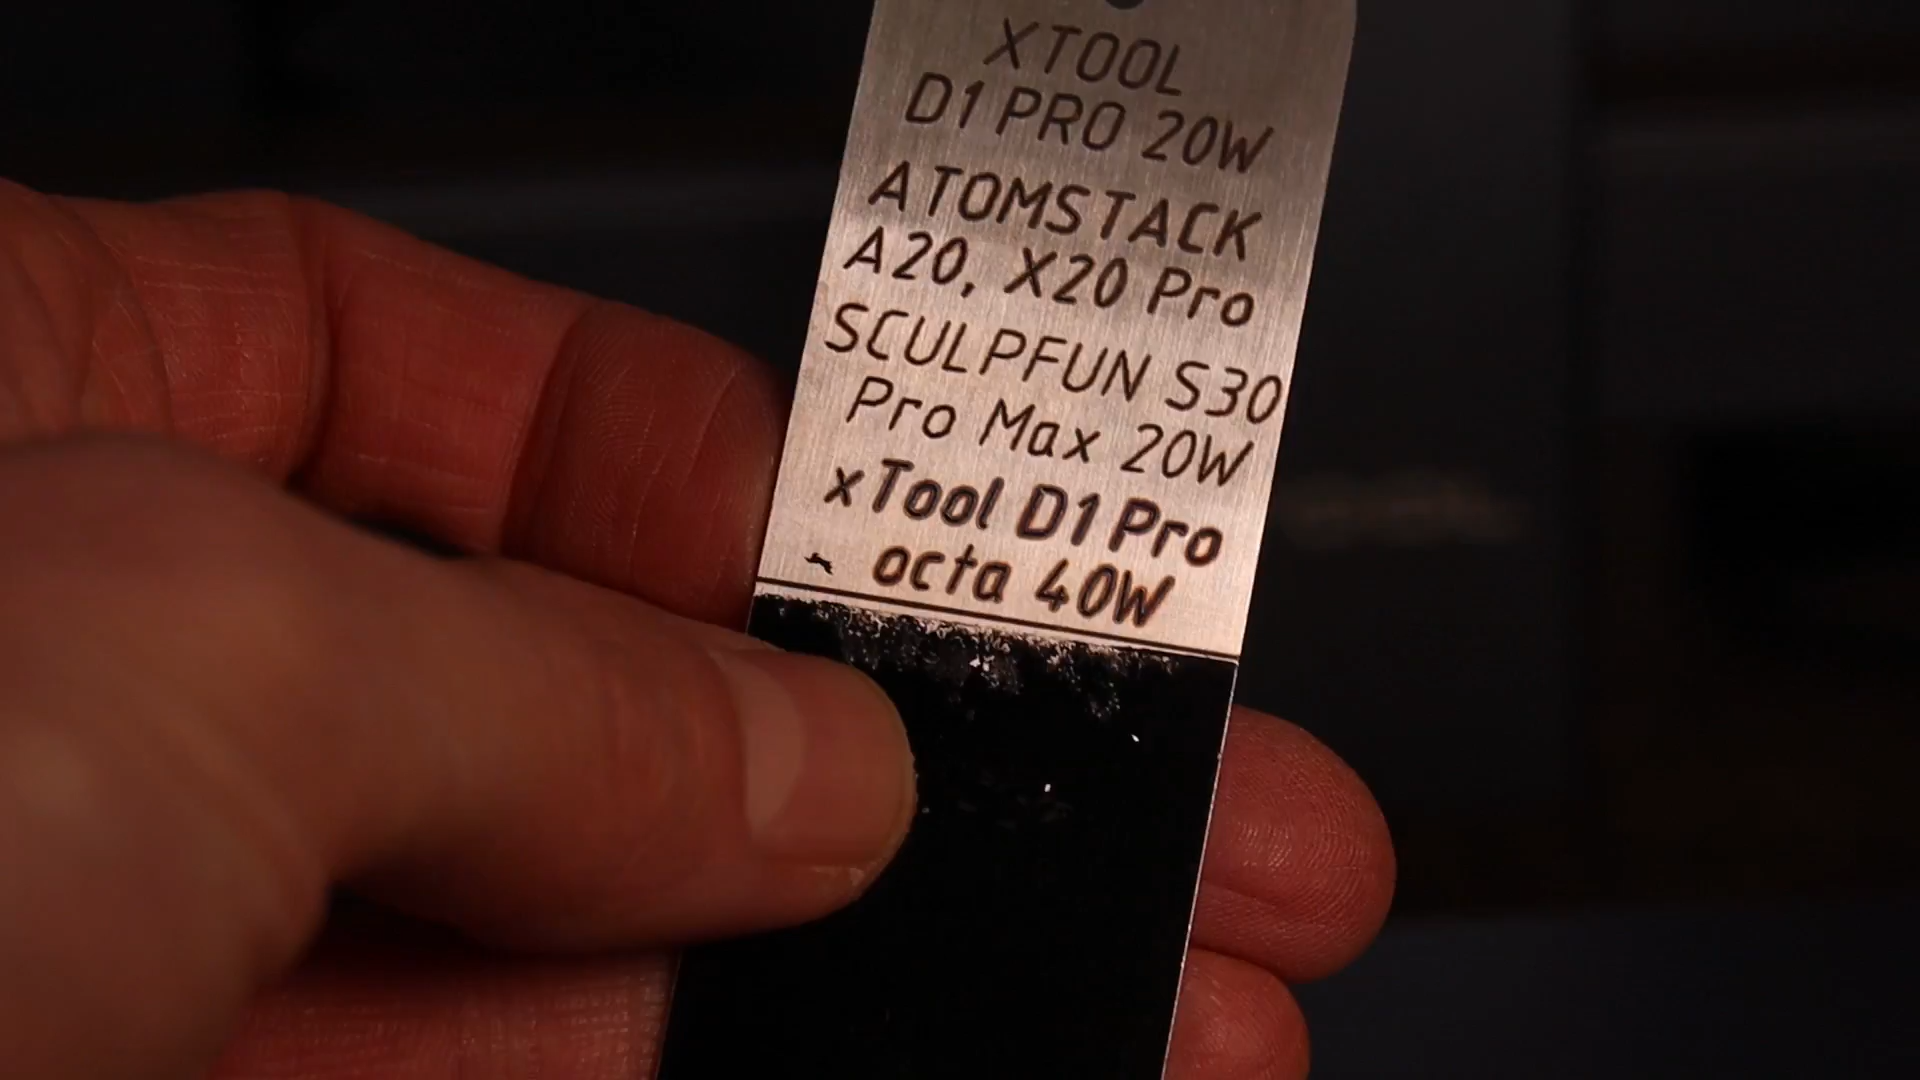 XTOOL
D1 PRO 20W
ATOMSTACK
A20, X20 Pro
SCULPFUN S30
Pro Max 20W
xTool D1 Pro
octa 40W